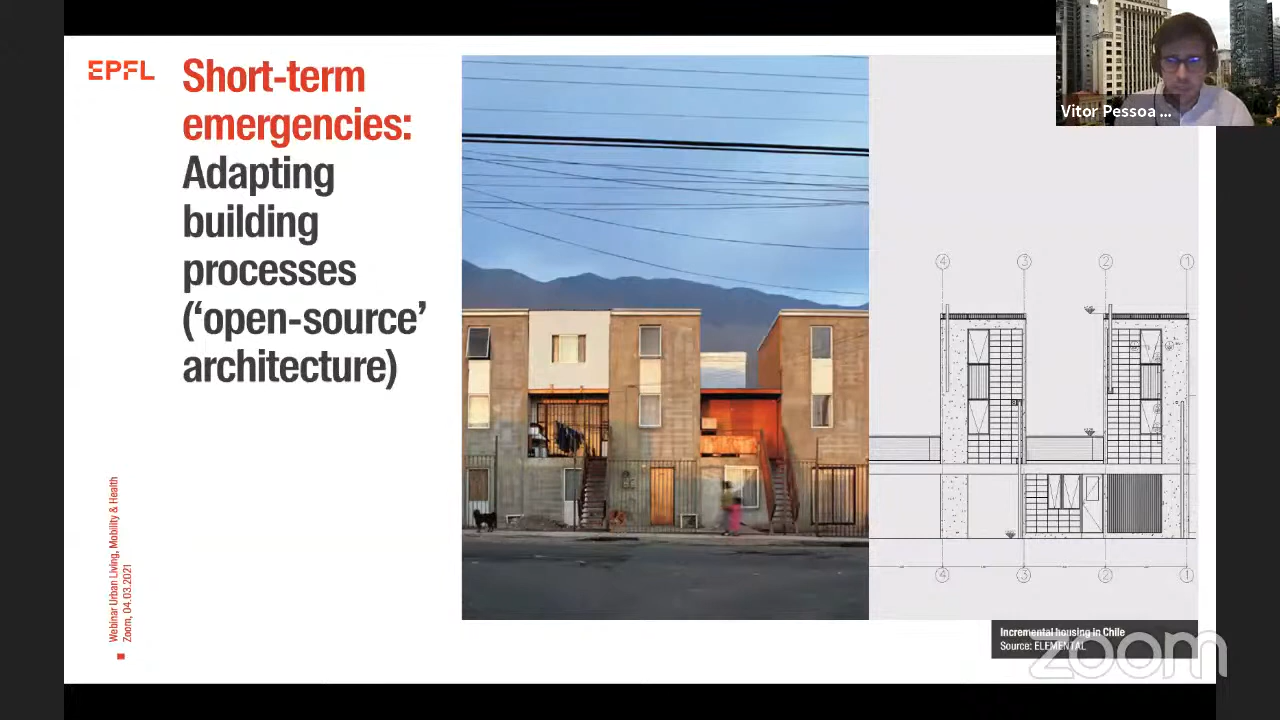 EPFL
Short-term
emergencies:
Adapting
building
processes
(‘open-source’
architecture)
Webinar Urban Living, Mobility & Health
Zoom, 04.03.2021
Vitor Pessoa ...
4 3 2 1
4 3 2 1
Incremental housing in Chile
Source: ELEMENTAL
zoom